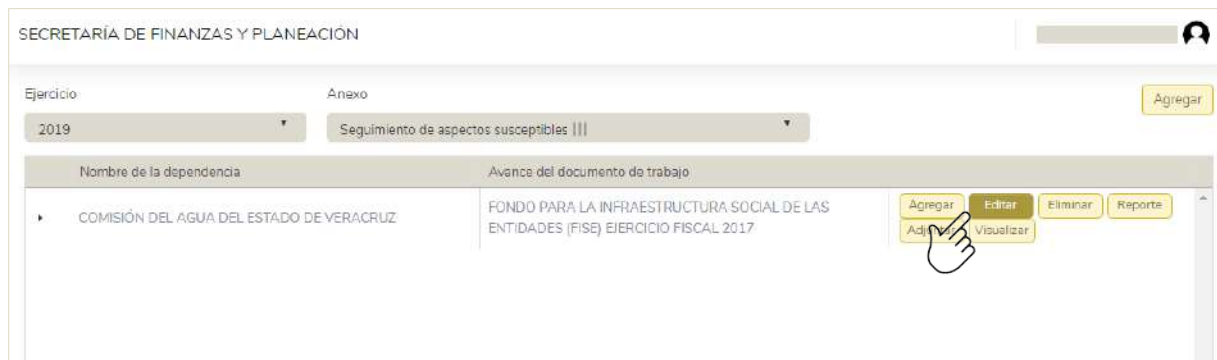 SECRETARÍA DE FINANZAS Y PLANEACIÓN
Ejercicio Anexo
Agregar
2019 Seguimiento de aspectos susceptibles III
Nombre de la dependencia Avance del documento de trabajo
COMISIÓN DEL AGUA DEL ESTADO DE VERACRUZ
FONDO PARA LA INFRAESTRUCTURA SOCIAL DE LAS
ENTIDADES (FISE) EJERCICIO FISCAL 2017
Agregar Editar Eliminar Reporte
Visualizar